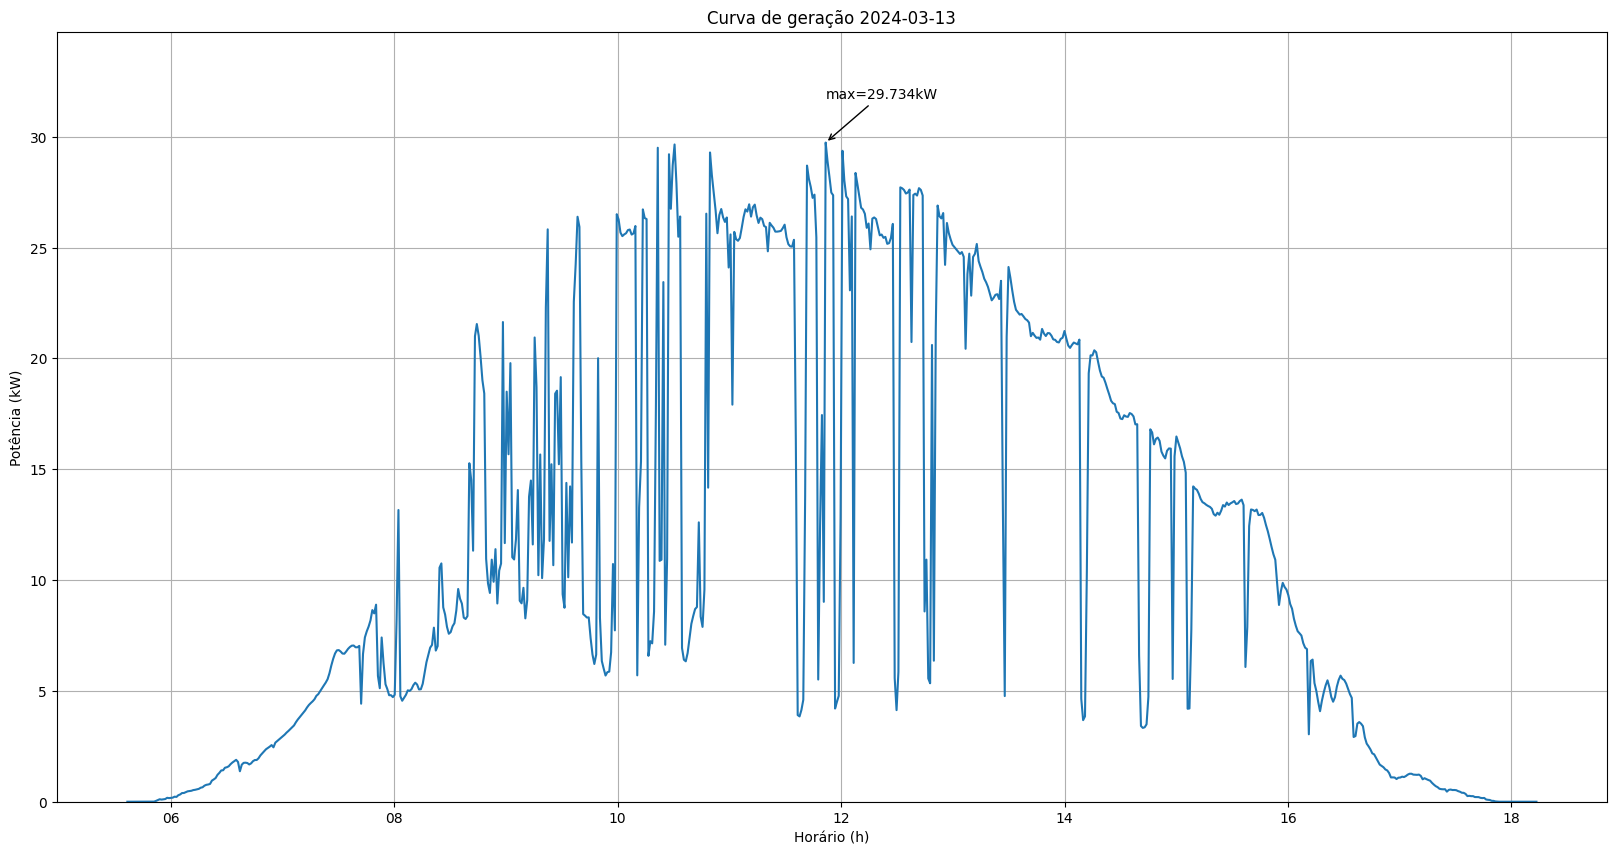 Curva de geração 2024-03-13
max=29.734kW
Potência (kW)
30
25
20
15
10
5
0
06 08 10 12 14 16 18
Horário (h)